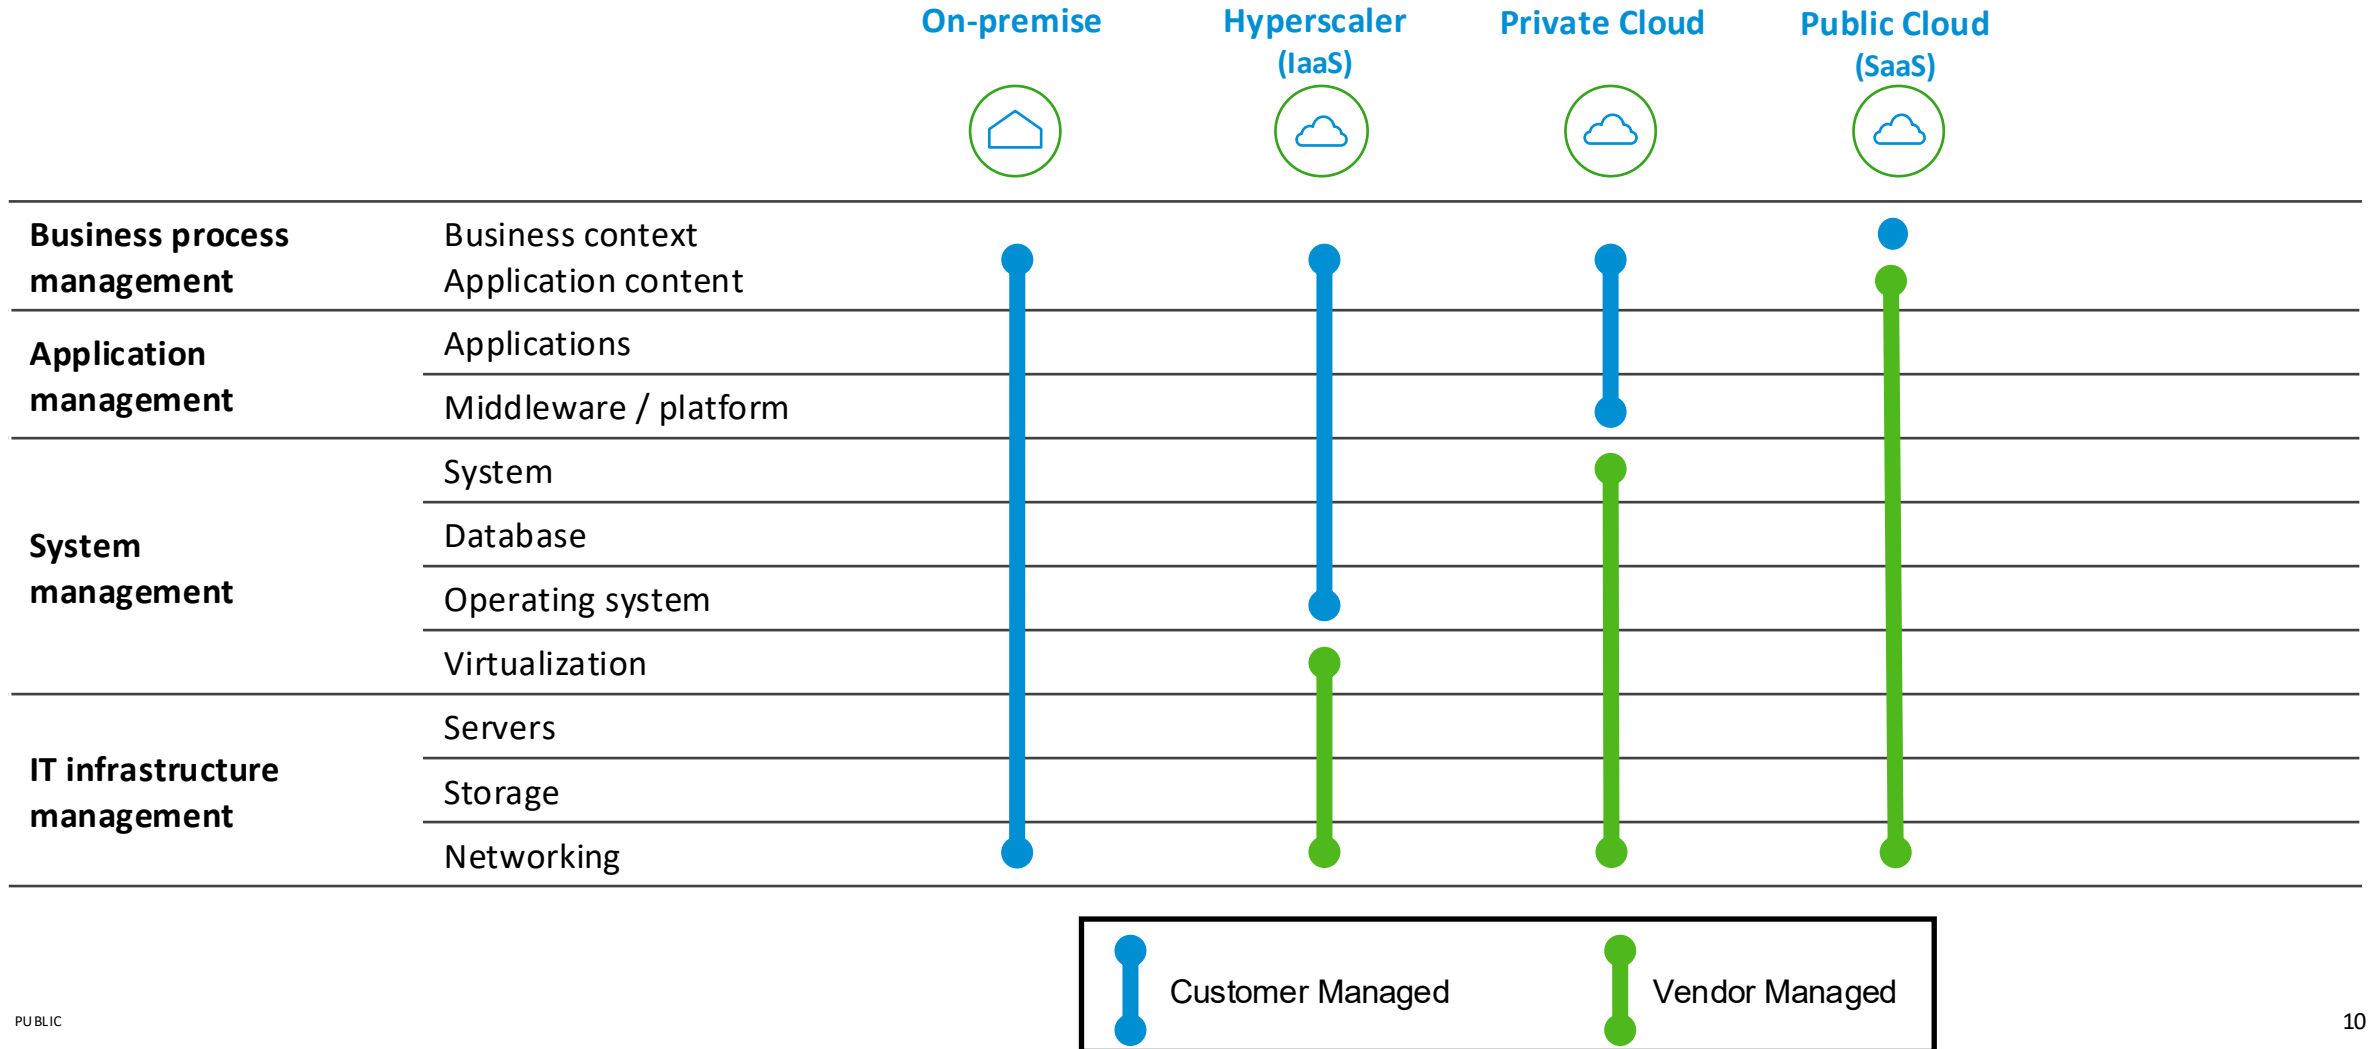 On-premise
Hyperscaler
(IaaS)
Private Cloud
Public Cloud
(SaaS)
Business process
management
Business context
Application content
Application
management
Applications
Middleware / platform
System
management
System
Database
Operating system
Virtualization
IT infrastructure
management
Servers
Storage
Networking
Customer Managed
Vendor Managed
PUBLIC
10